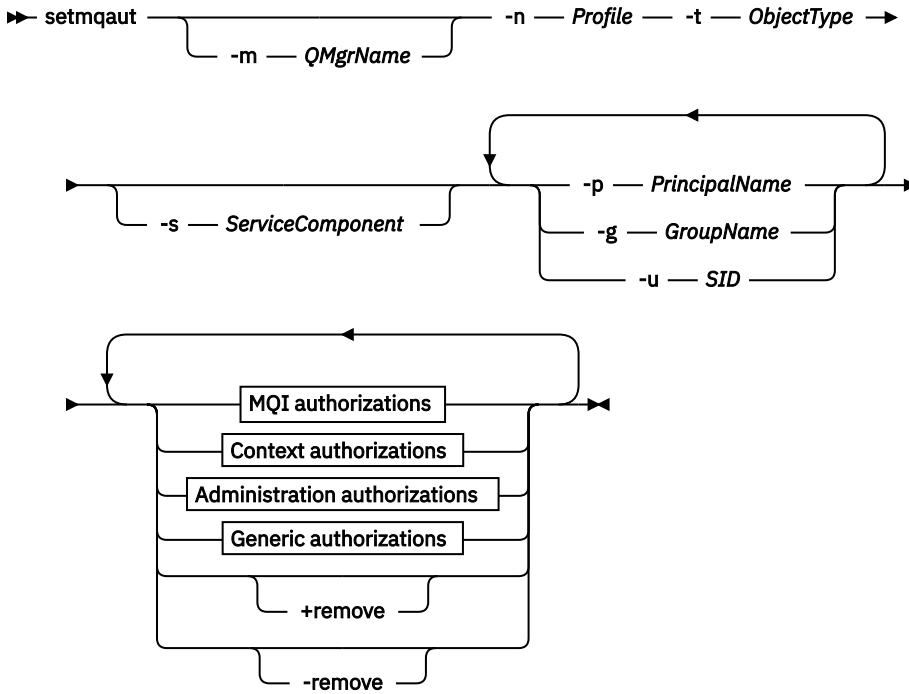 setmqaut -n Profile -t ObjectType
-m QMgrName
-p PrincipalName
-s ServiceComponent
-g GroupName
-u SID
MQI authorizations
Context authorizations
Administration authorizations
Generic authorizations
+remove
-remove